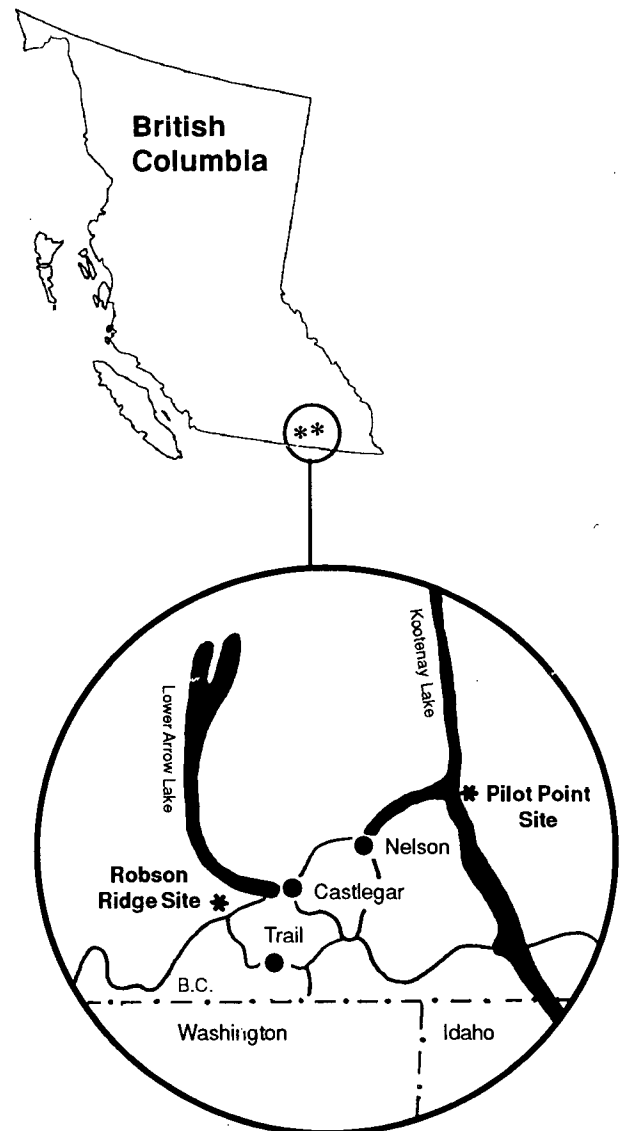 British
Columbia
**
Kootenay Lake
Lower Arrow Lake
* Pilot Point
Site
Nelson
Robson
Ridge Site *
Castlegar
Trail
B.C.
Washington
Idaho